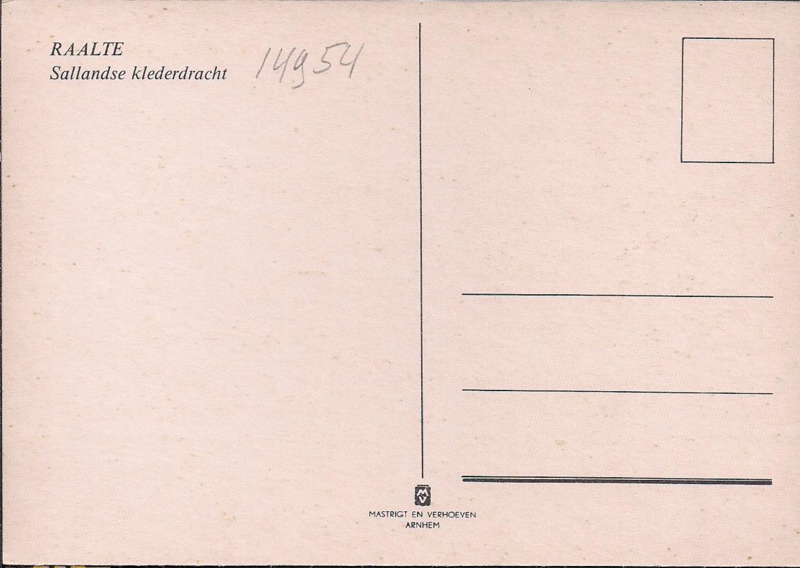 RAALTE
Sallandse klederdracht
14954
MASTRIGT EN VERHOEVEN
ARNHEM